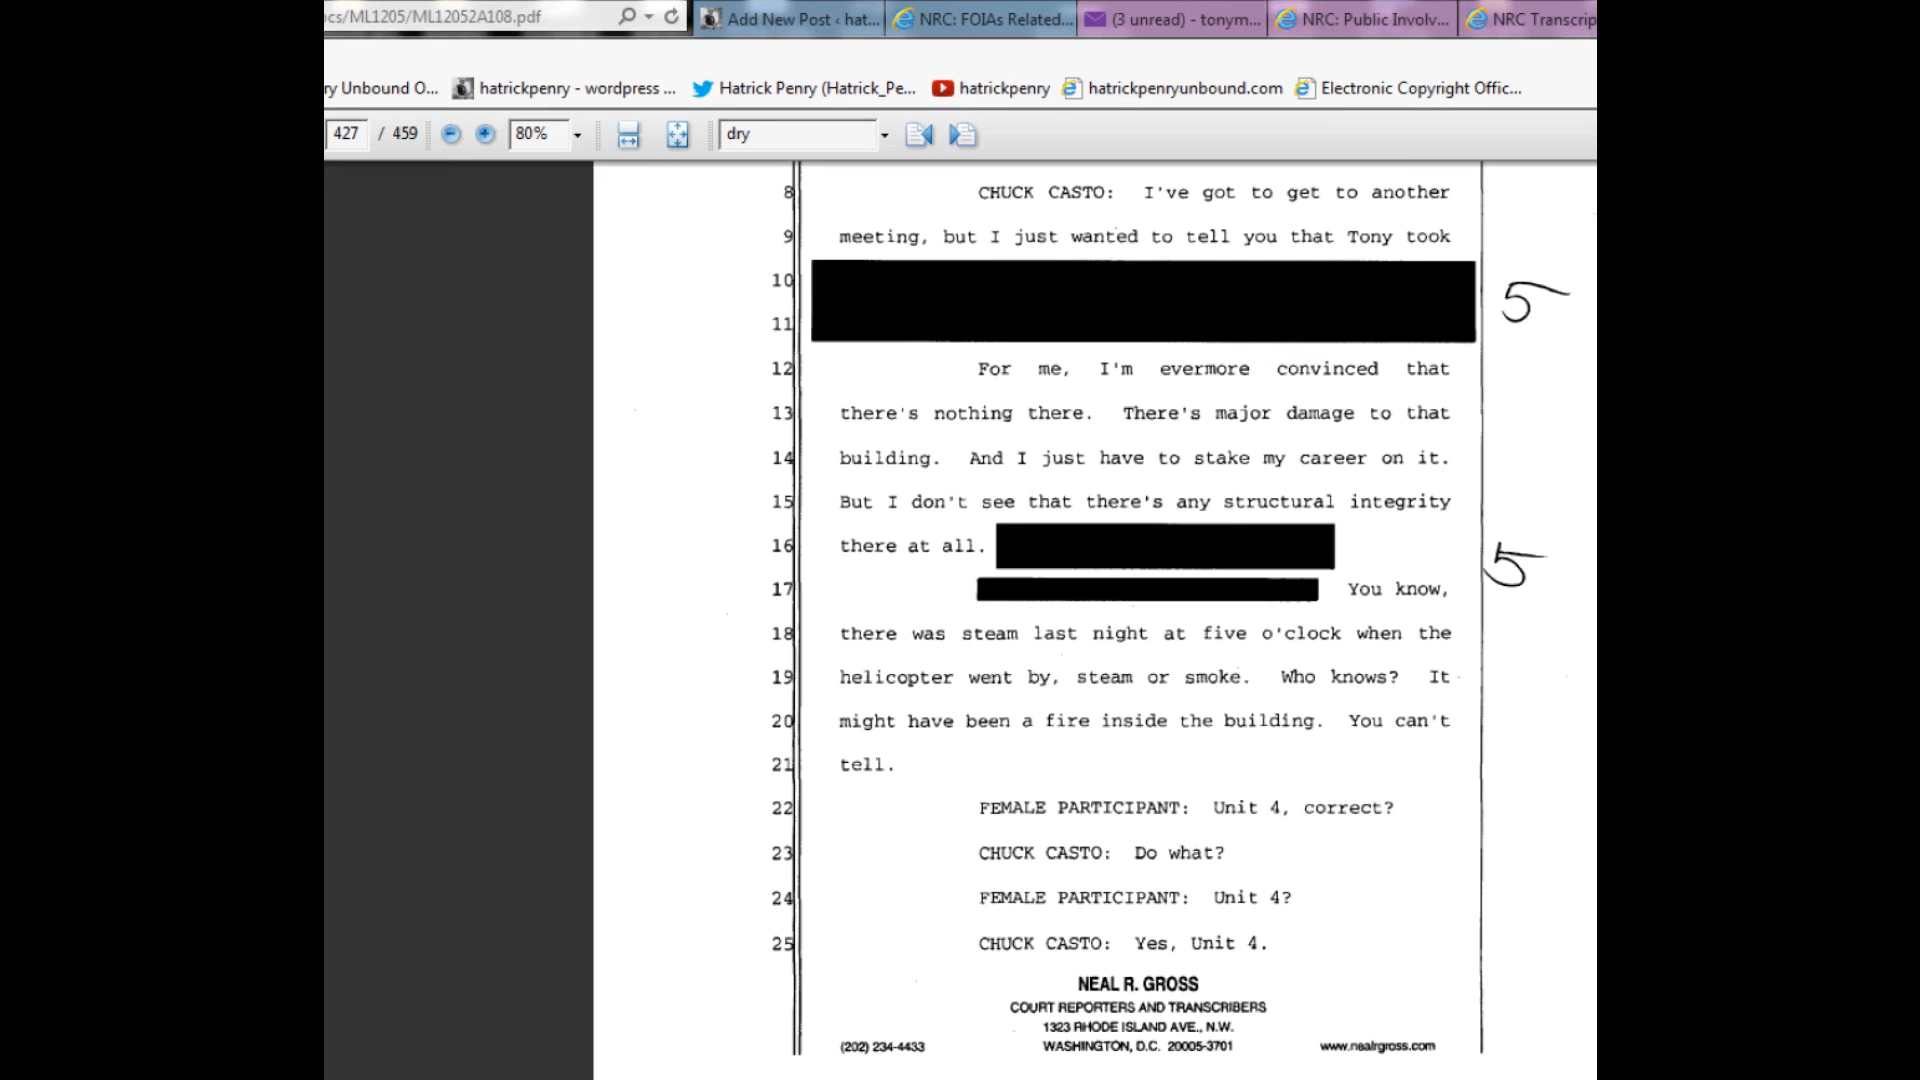 ocs/ML1205/ML12052A108.pdf
Add New Post ‹ hat...
NRC: FOIAs Related...
(3 unread) - tonym...
NRC: Public Involv...
NRC Transcrip
ry Unbound O...
hatrickpenry - wordpress ...
Hatrick Penry (Hatrick_Pe...
hatrickpenry
hatrickpenryunbound.com
Electronic Copyright Offic...
427 / 459
80%
dry
8 CHUCK CASTO: I've got to get to another
9 meeting, but I just wanted to tell you that Tony took
10
5
11
12 For me, I'm evermore convinced that
13 there's nothing there. There's major damage to that
14 building. And I just have to stake my career on it.
15 But I don't see that there's any structural integrity
16 there at all.
5
17 You know,
18 there was steam last night at five o'clock when the
19 helicopter went by, steam or smoke. Who knows? It
20 might have been a fire inside the building. You can't
21 tell.
22 FEMALE PARTICIPANT: Unit 4, correct?
23 CHUCK CASTO: Do what?
24 FEMALE PARTICIPANT: Unit 4?
25 CHUCK CASTO: Yes, Unit 4.
NEAL R. GROSS
COURT REPORTERS AND TRANSCRIBERS
1323 RHODE ISLAND AVE., N.W.
(202) 234-4433 WASHINGTON, D.C. 20005-3701 www.nealrgross.com